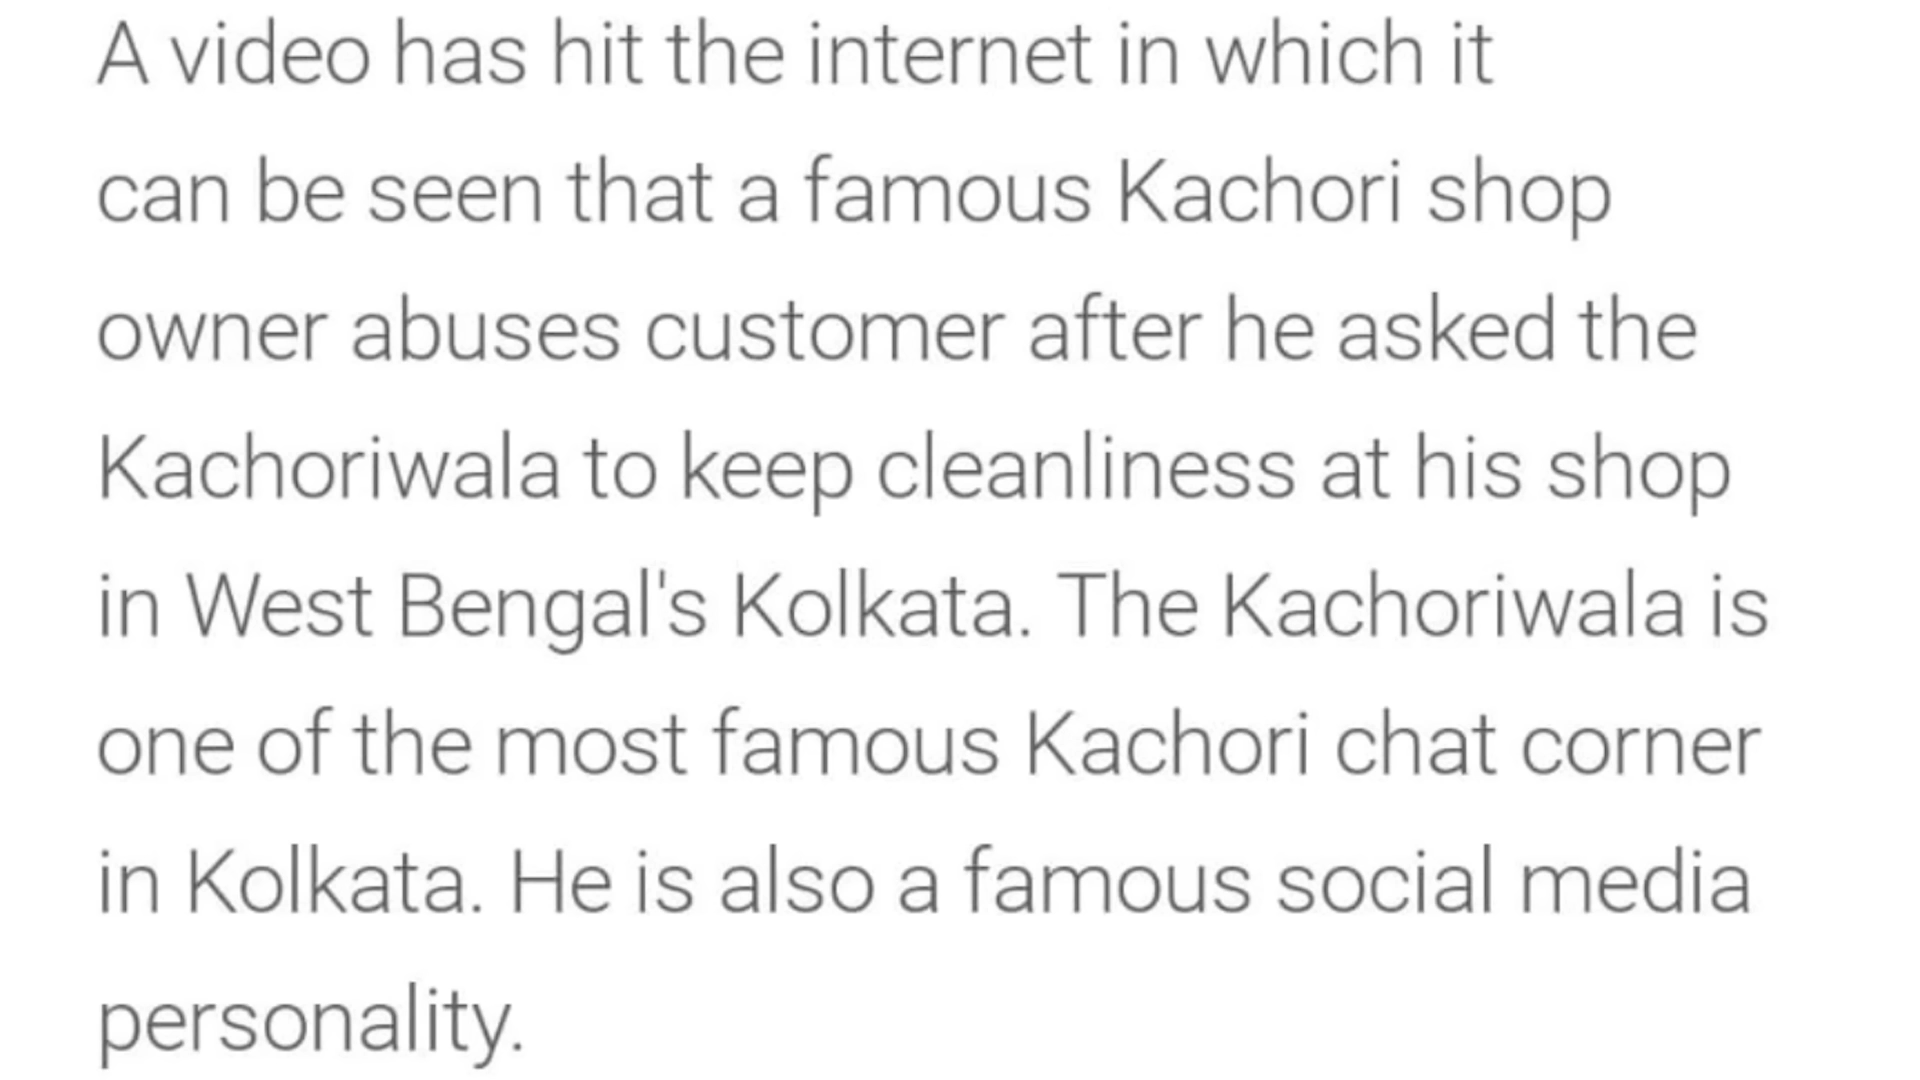 A video has hit the internet in which it
can be seen that a famous Kachori shop
owner abuses customer after he asked the
Kachoriwala to keep cleanliness at his shop
in West Bengal's Kolkata. The Kachoriwala is
one of the most famous Kachori chat corner
in Kolkata. He is also a famous social media
personality.